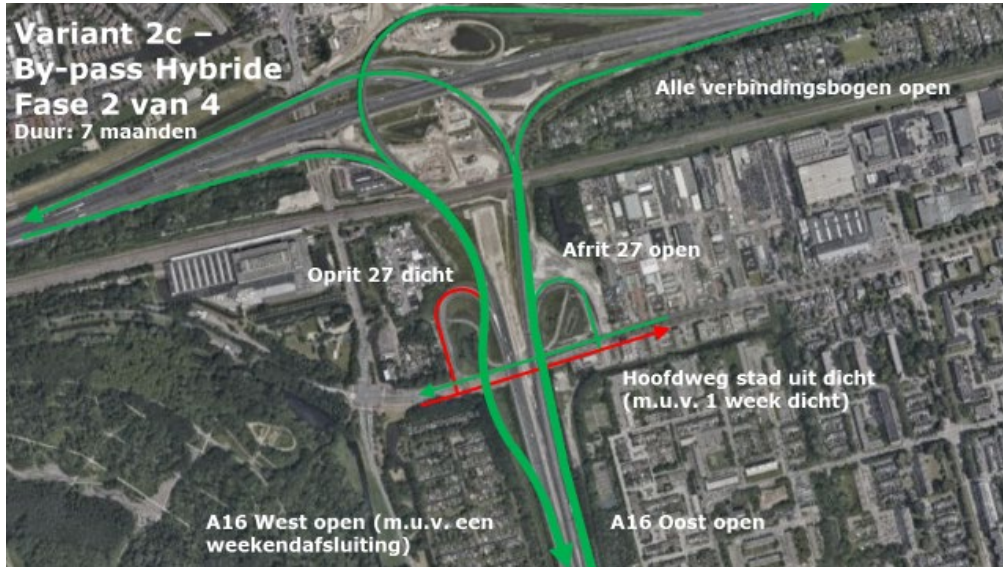 Variant 2c –
By-pass Hybride
Fase 2 van 4
Duur: 7 maanden
Alle verbindingsbogen open
Afrit 27 open
Oprit 27 dicht
Hoofdweg stad uit dicht
(m.u.v. 1 week dicht)
A16 West open (m.u.v. een
weekendafsluiting)
A16 Oost open